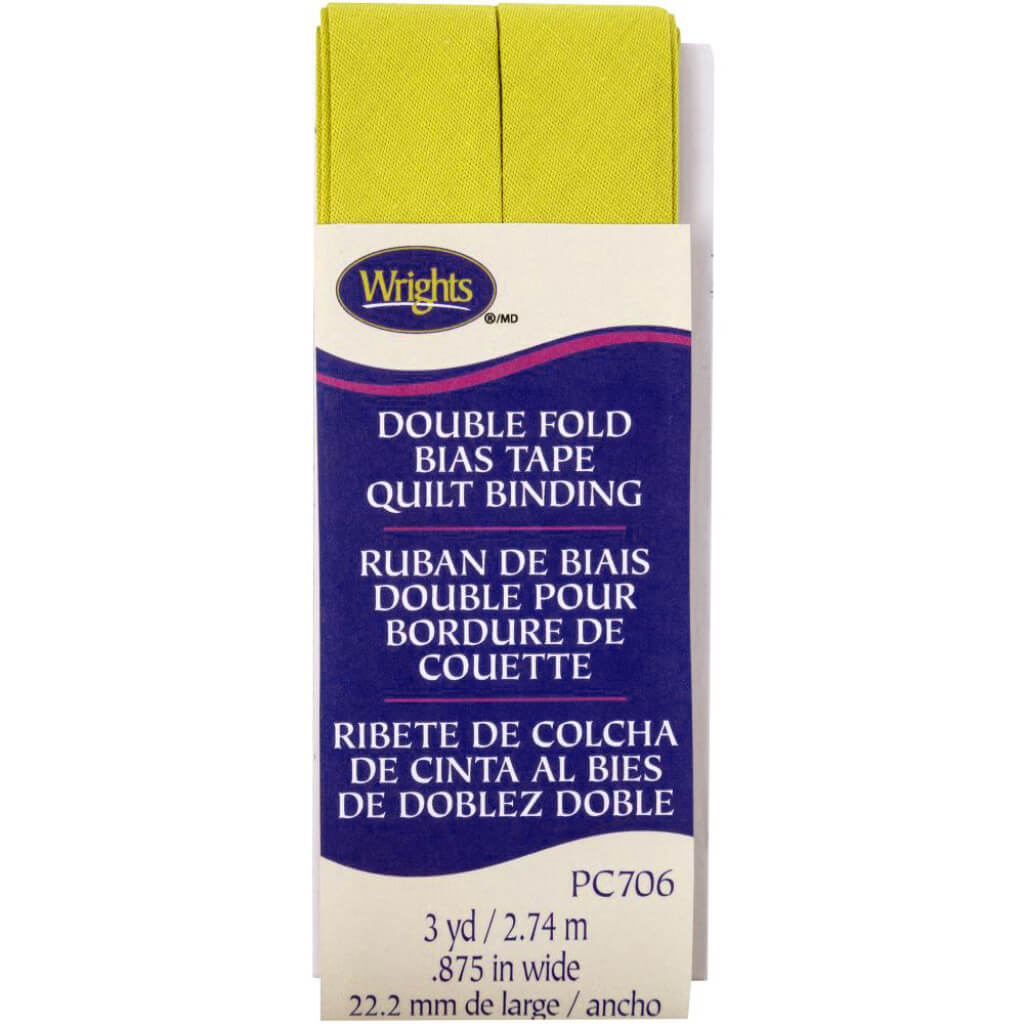 Wrights
®/MD
DOUBLE FOLD
BIAS TAPE
QUILT BINDING
RUBAN DE BIAIS
DOUBLE POUR
BORDURE DE
COUETTE
RIBETE DE COLCHA
DE CINTA AL BIES
DE DOBLEZ DOBLE
PC706
3 yd / 2.74 m
.875 in wide
22.2 mm de large / ancho